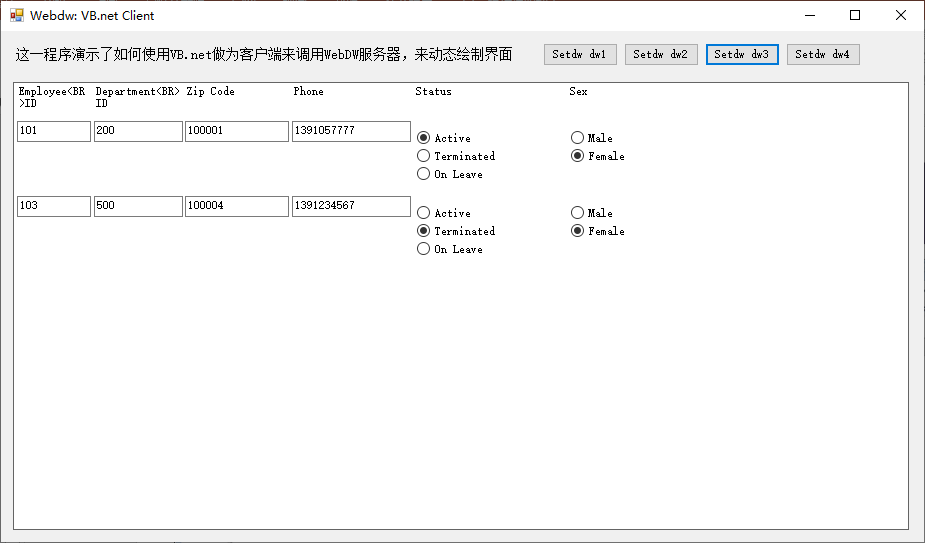 Webdw: VB.net Client
这一程序演示了如何使用VB.net做为客户端来调用WebDW服务器，来动态绘制界面 Setdw dw1 Setdw dw2 Setdw dw3 Setdw dw4
Employee<BR Department<BR> Zip Code Phone Status Sex
>ID ID
101 200 100001 1391057777
Active Male
Terminated Female
On Leave
103 500 100004 1391234567
Active Male
Terminated Female
On Leave